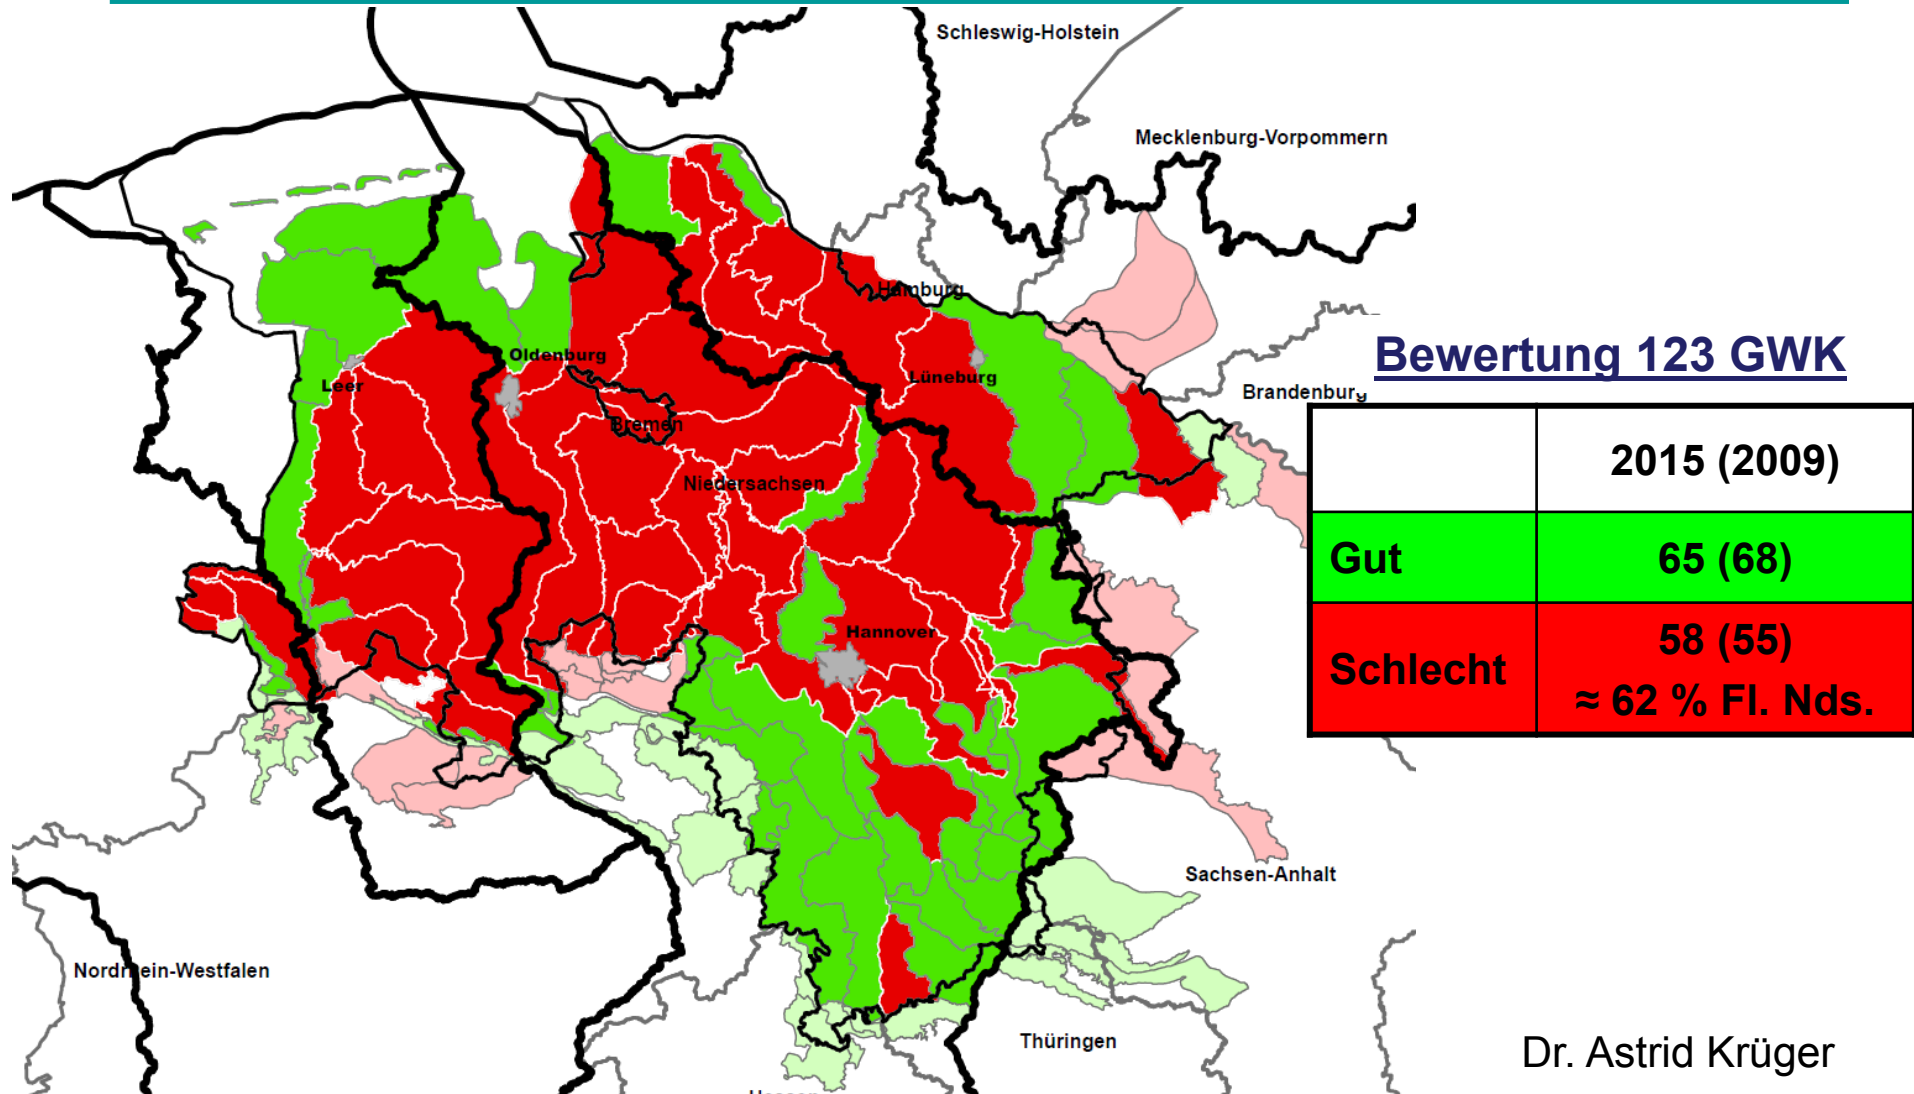 Schleswig-Holstein
Mecklenburg-Vorpommern
Hamburg
Bewertung 123 GWK
Oldenburg
Leer
Lüneburg
Brandenburg
Bremen
2015 (2009)
Niedersachsen
Gut 65 (68)
Hannover
Schlecht 58 (55)
≈ 62 % Fl. Nds.
Sachsen-Anhalt
Nordrhein-Westfalen
Thüringen
Dr. Astrid Krüger